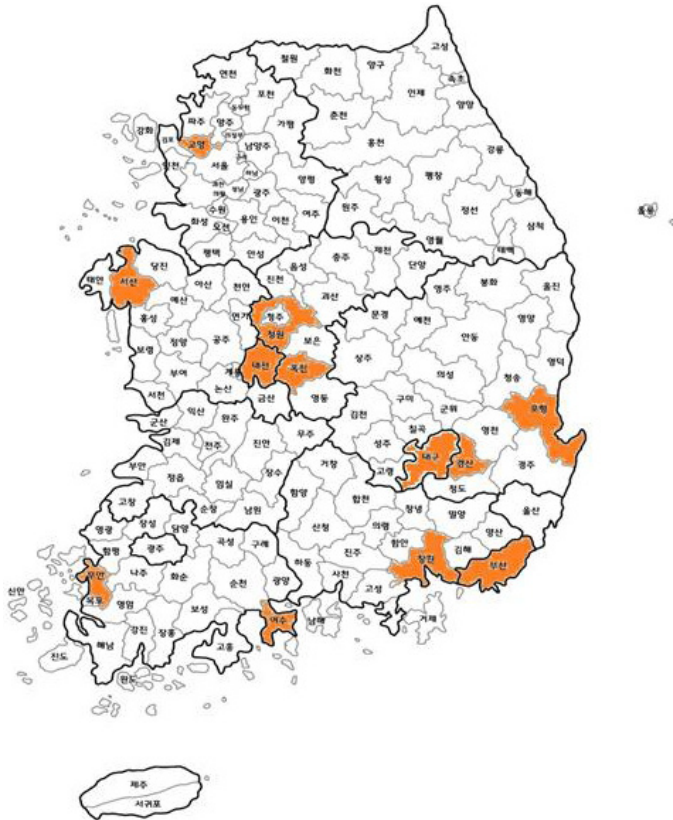 고성
철원
화천
양구
연천
속초
인제
포천
양양
춘천
파주
양주
가평
강화
홍천
강릉
고양
남양주
서울
양평
횡성
평창
동해
광주
원주
정선
수원
용인
이천
여주
화성
오산
삼척
울릉
영월
태백
평택
안성
충주
제천
당진
음성
단양
태안
서산
아산
천안
진천
괴산
영주
봉화
울진
예산
연기
청주
문경
홍성
청원
보은
예천
영양
공주
안동
보령
청양
상주
영덕
대전
옥천
의성
청송
부여
계룡
서천
논산
금산
영동
구미
포항
김천
군위
군산
익산
칠곡
무주
영천
김제
전주
진안
성주
대구
경산
부안
거창
고령
경주
정읍
임실
장수
청도
함양
합천
고창
순창
남원
창녕
밀양
울산
영광
장성
담양
산청
의령
곡성
구례
양산
함평
광주
함안
김해
진주
하동
창원
부산
무안
나주
화순
순천
광양
사천
신안
고성
목포
영암
보성
여수
남해
거제
강진
장흥
해남
고흥
진도
완도
제주
서귀포